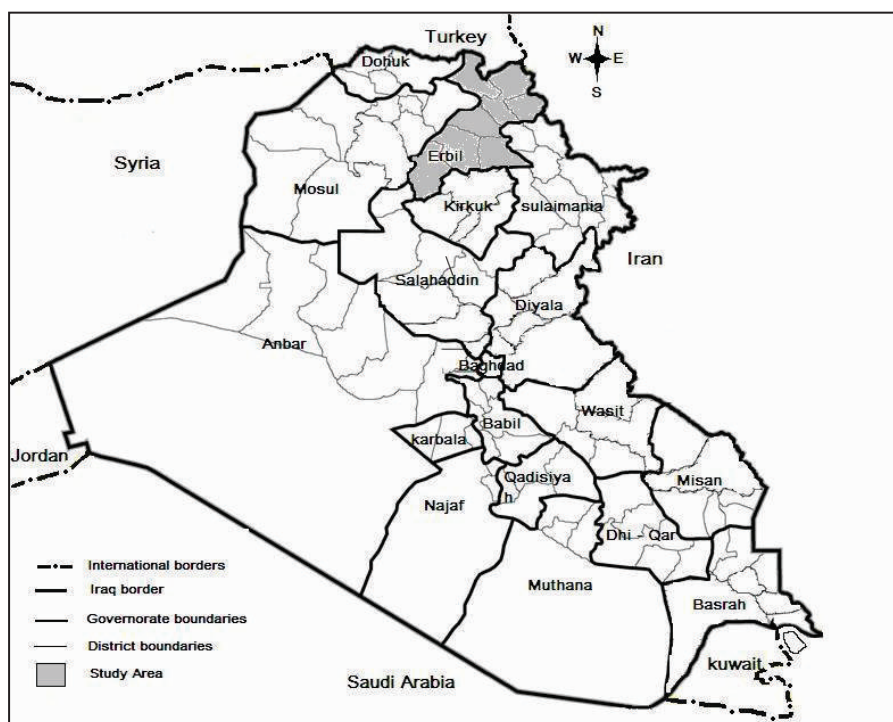 Turkey
N
W E
S
Dohuk
Syria
Erbil
Mosul
Kirkuk
sulaimania
Iran
Salahaddin
Diyala
Anbar
Baghdad
Wasit
Babil
karbala
Jordan
Qadisiya
h
Misan
Najaf
Dhi - Qar
International borders
Iraq border
Muthana
Basrah
Governorate boundaries
District boundaries
Study Area
kuwait
Saudi Arabia